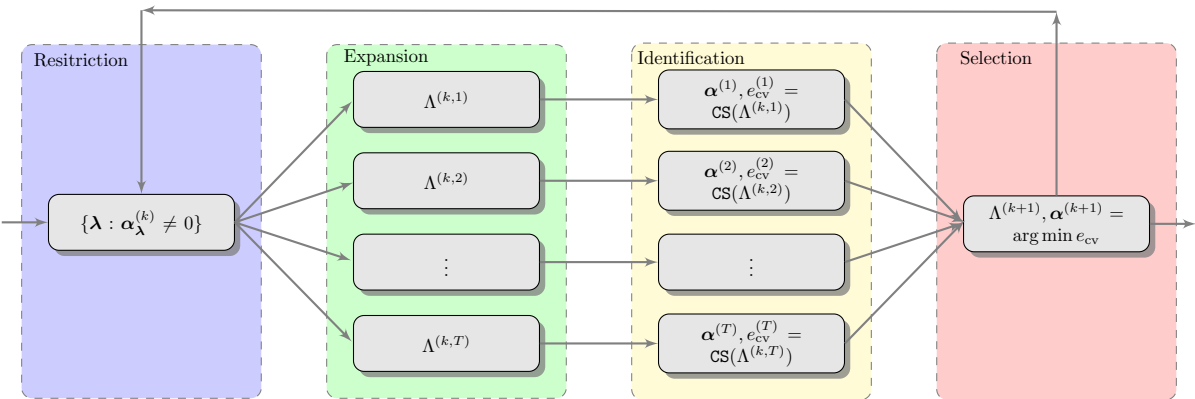 Resitriction
Expansion
Identification
Selection
{λ : α_λ^(k) ≠ 0}
Λ^(k,1)
Λ^(k,2)
⋮
Λ^(k,T)
α^(1), e_cv^(1) =
CS(Λ^(k,1))
α^(2), e_cv^(2) =
CS(Λ^(k,2))
⋮
α^(T), e_cv^(T) =
CS(Λ^(k,T))
Λ^(k+1), α^(k+1) =
arg min e_cv